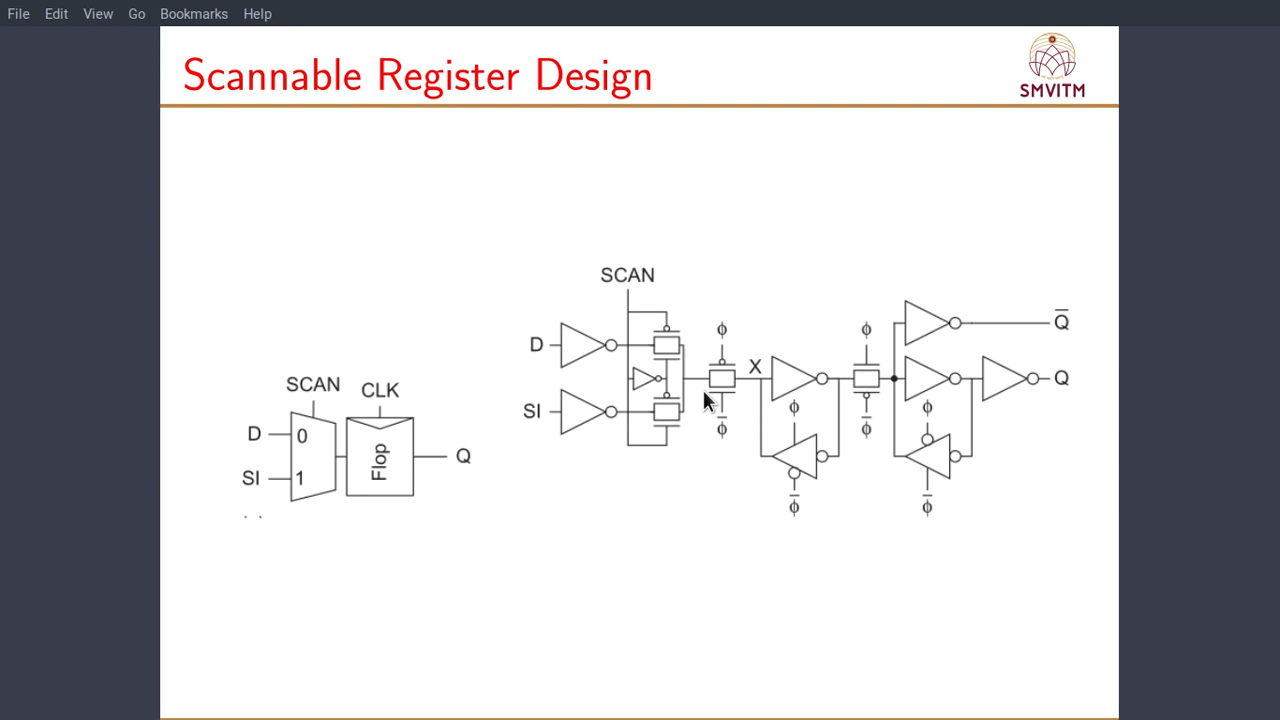 File Edit View Go Bookmarks Help
Scannable Register Design
SMVITM
SCAN
D
SI
ϕ
ϕ̅
X
ϕ
ϕ̅
ϕ
ϕ̅
ϕ
ϕ̅
Q̅
Q
SCAN CLK
D 0
SI 1
Flop
Q